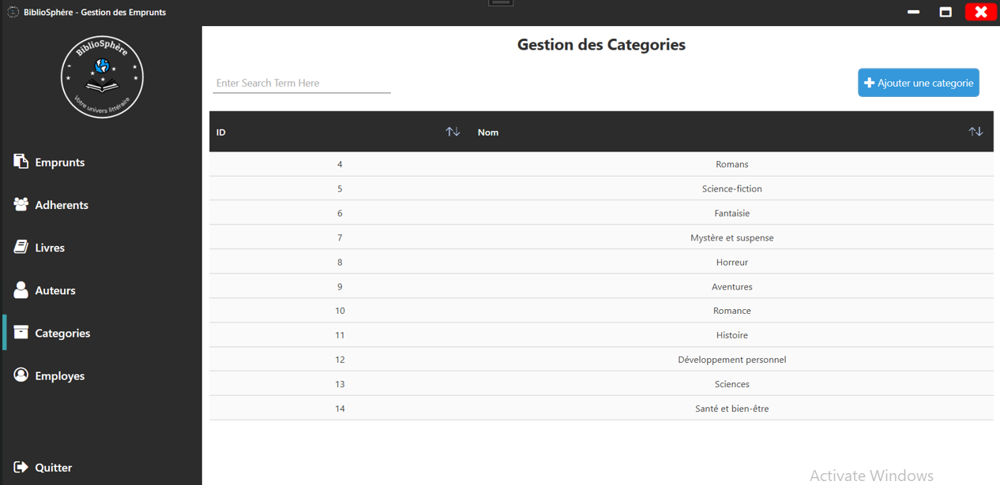 BiblioSphère - Gestion des Emprunts
BiblioSphère
Votre univers littéraire
Emprunts
Adherents
Livres
Auteurs
Categories
Employes
Quitter
Gestion des Categories
Enter Search Term Here
Ajouter une categorie
ID Nom
4 Romans
5 Science-fiction
6 Fantaisie
7 Mystère et suspense
8 Horreur
9 Aventures
10 Romance
11 Histoire
12 Développement personnel
13 Sciences
14 Santé et bien-être
Activate Windows